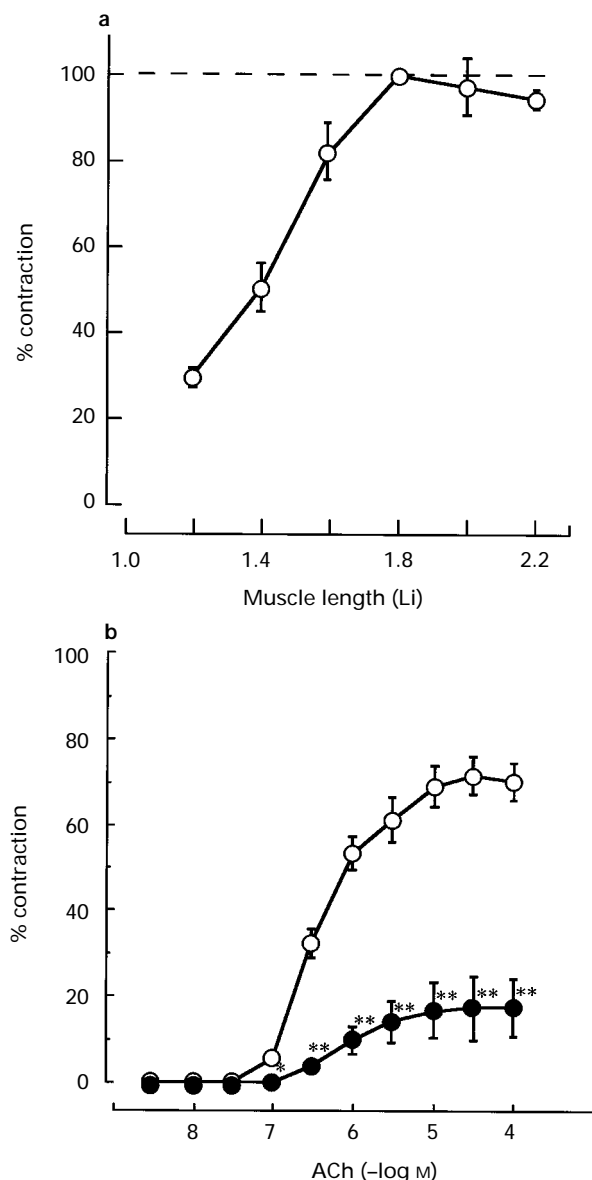 a
100
80
60
40
20
0
% contraction
1.0 1.4 1.8 2.2
Muscle length (Li)
b
100
80
60
40
20
0
% contraction
* ** ** ** ** ** **
8 7 6 5 4
ACh (–log M)